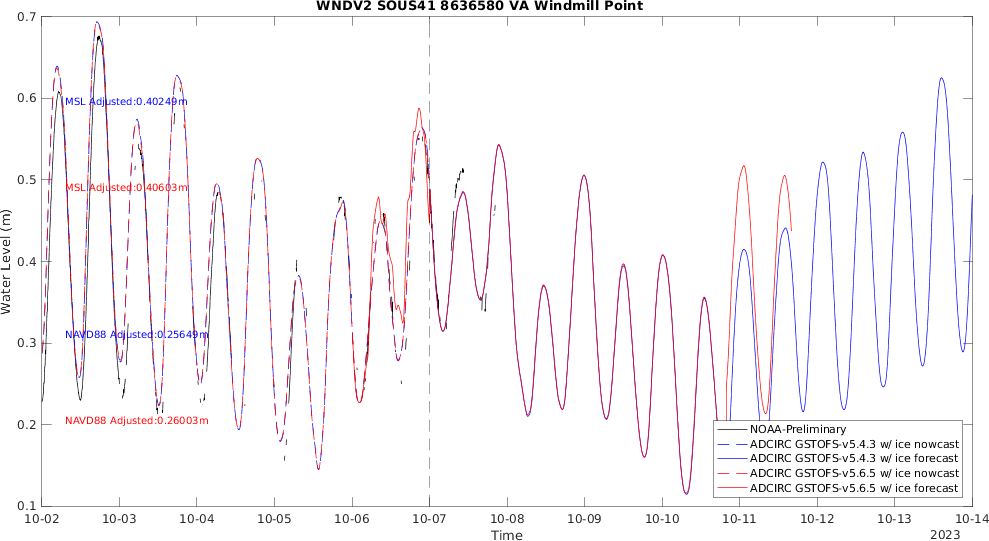 WNDV2 SOUS41 8636580 VA Windmill Point
0.7
0.6
0.5
0.4
0.3
0.2
0.1
Water Level (m)
MSL Adjusted:0.40249m
MSL Adjusted:0.40603m
NAVD88 Adjusted:0.25649m
NAVD88 Adjusted:0.26003m
NOAA-Preliminary
ADCIRC GSTOFS-v5.4.3 w/ ice nowcast
ADCIRC GSTOFS-v5.4.3 w/ ice forecast
ADCIRC GSTOFS-v5.6.5 w/ ice nowcast
ADCIRC GSTOFS-v5.6.5 w/ ice forecast
10-02 10-03 10-04 10-05 10-06 10-07 10-08 10-09 10-10 10-11 10-12 10-13 10-14
Time
2023